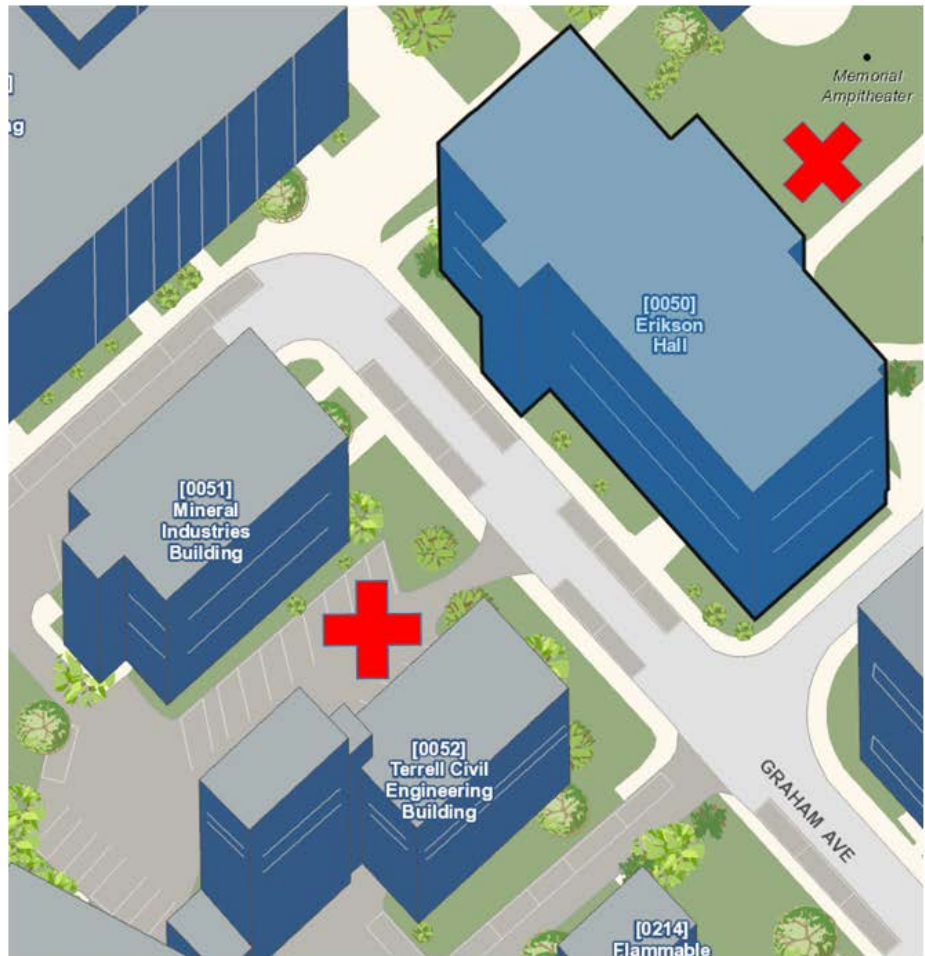 Memorial
Ampitheater
[0050]
Erikson
Hall
[0051]
Mineral
Industries
Building
[0052]
Terrell Civil
Engineering
Building
GRAHAM AVE
[0214]
Flammable